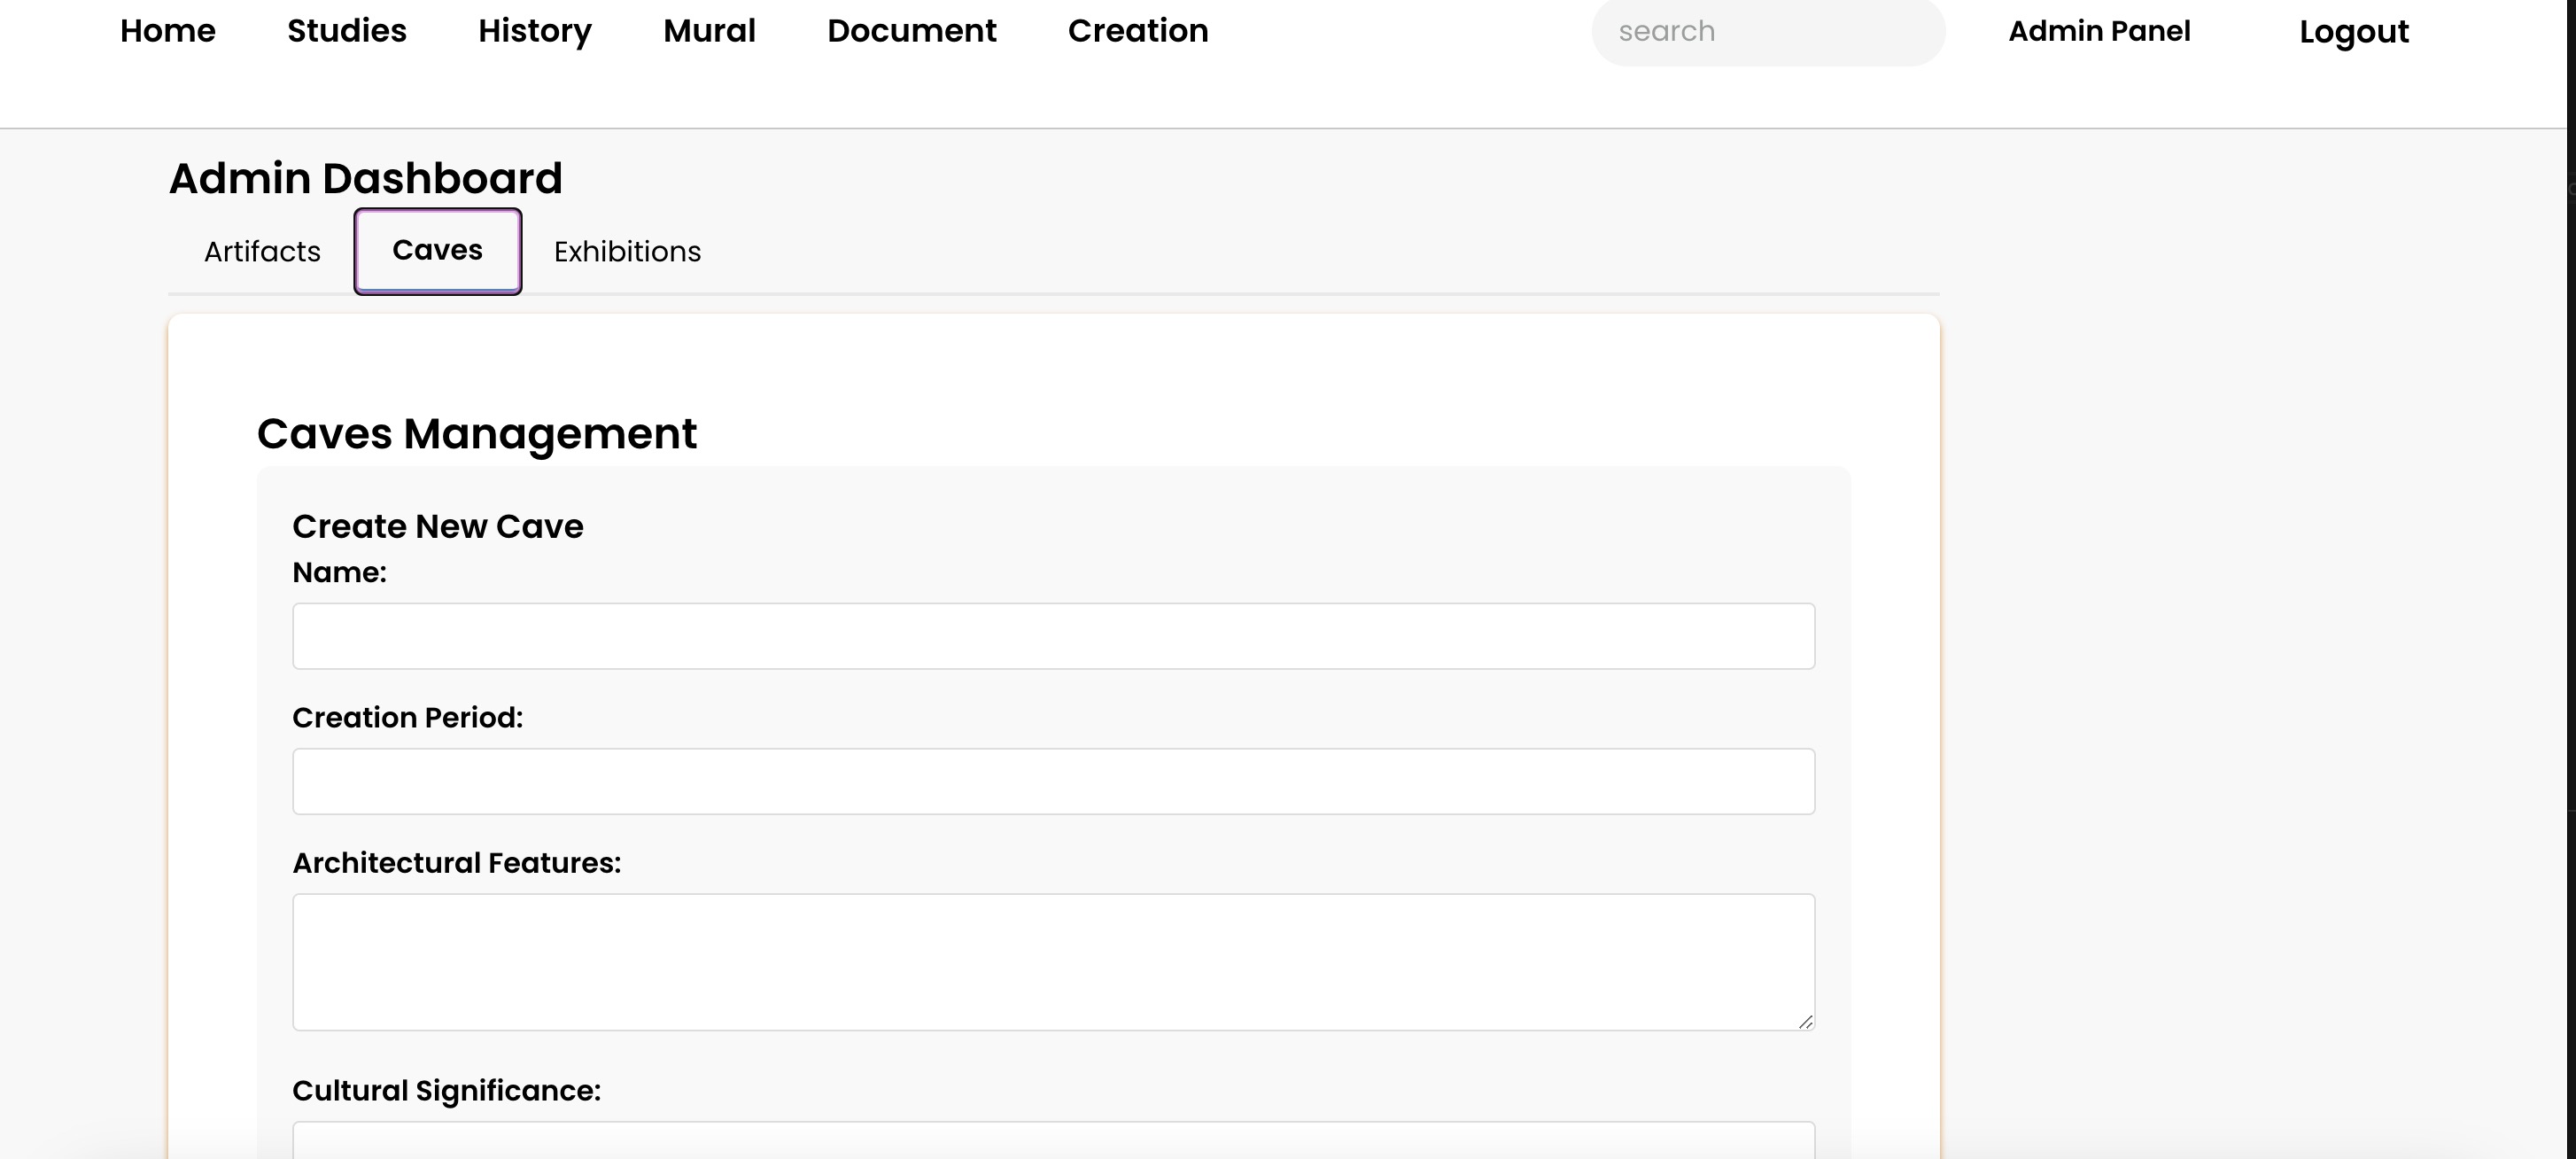 Home Studies History Mural Document Creation search Admin Panel Logout
Admin Dashboard
Artifacts Caves Exhibitions
Caves Management
Create New Cave
Name:
Creation Period:
Architectural Features:
Cultural Significance: